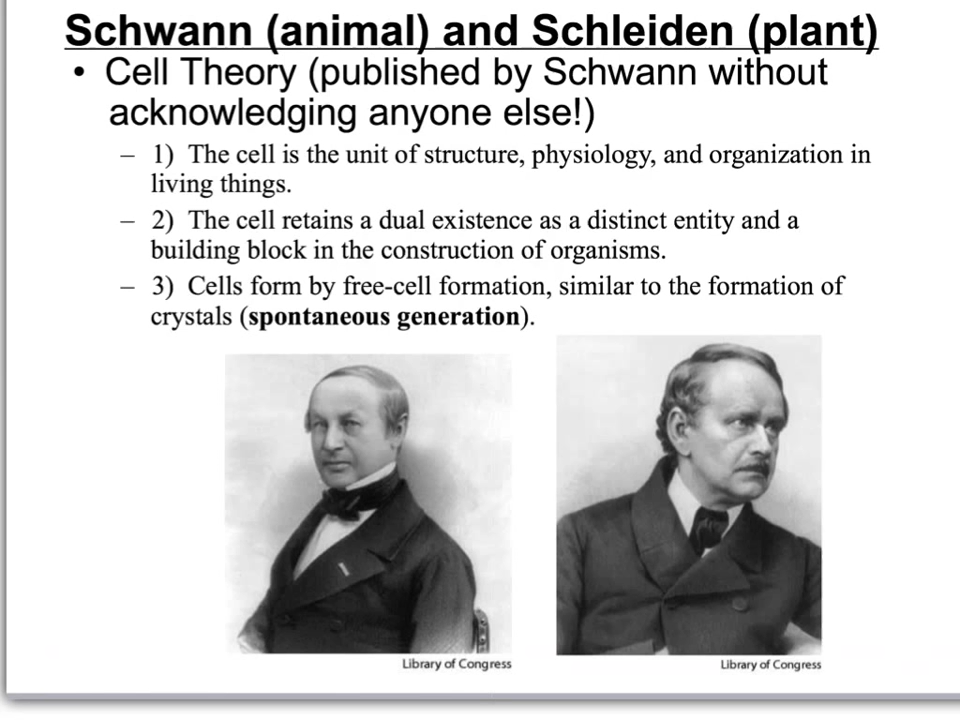 Schwann (animal) and Schleiden (plant)
• Cell Theory (published by Schwann without
acknowledging anyone else!)
– 1) The cell is the unit of structure, physiology, and organization in
living things.
– 2) The cell retains a dual existence as a distinct entity and a
building block in the construction of organisms.
– 3) Cells form by free-cell formation, similar to the formation of
crystals (spontaneous generation).
Library of Congress
Library of Congress